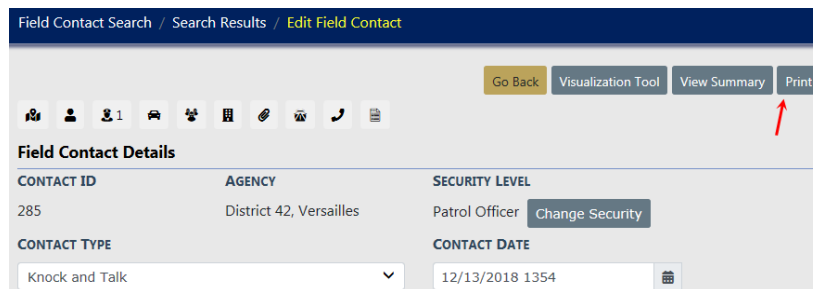 Field Contact Search / Search Results / Edit Field Contact
Go Back Visualization Tool View Summary Print
1
Field Contact Details
CONTACT ID AGENCY SECURITY LEVEL
285 District 42, Versailles Patrol Officer Change Security
CONTACT TYPE CONTACT DATE
Knock and Talk 12/13/2018 1354